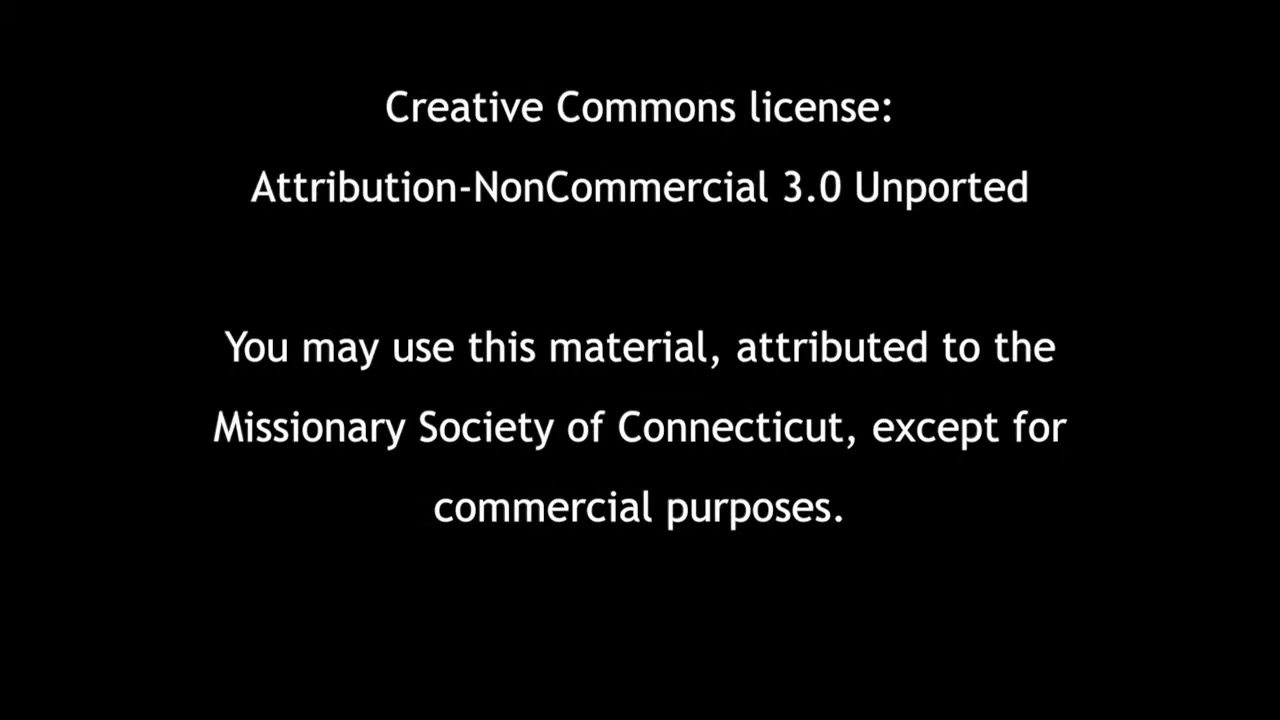 Creative Commons license:
Attribution-NonCommercial 3.0 Unported
You may use this material, attributed to the
Missionary Society of Connecticut, except for
commercial purposes.